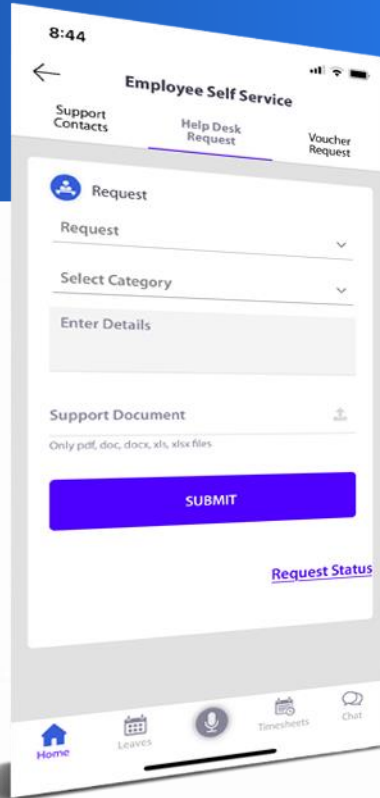 8:44
Employee Self Service
Support
Contacts
Help Desk
Request
Voucher
Request
Request
Request
Select Category
Enter Details
Support Document
Only pdf, doc, docx, xls, xlsx files
SUBMIT
Request Status
Home
Leaves
Timesheets
Chat